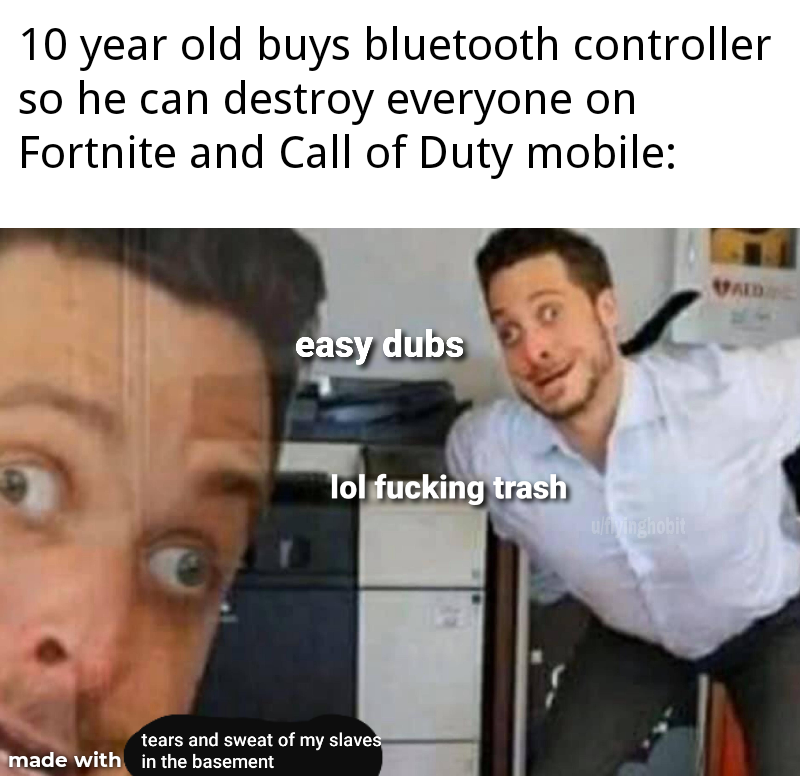 10 year old buys bluetooth controller
so he can destroy everyone on
Fortnite and Call of Duty mobile:
AED
easy dubs
lol fucking trash
made with
tears and sweat of my slaves
in the basement